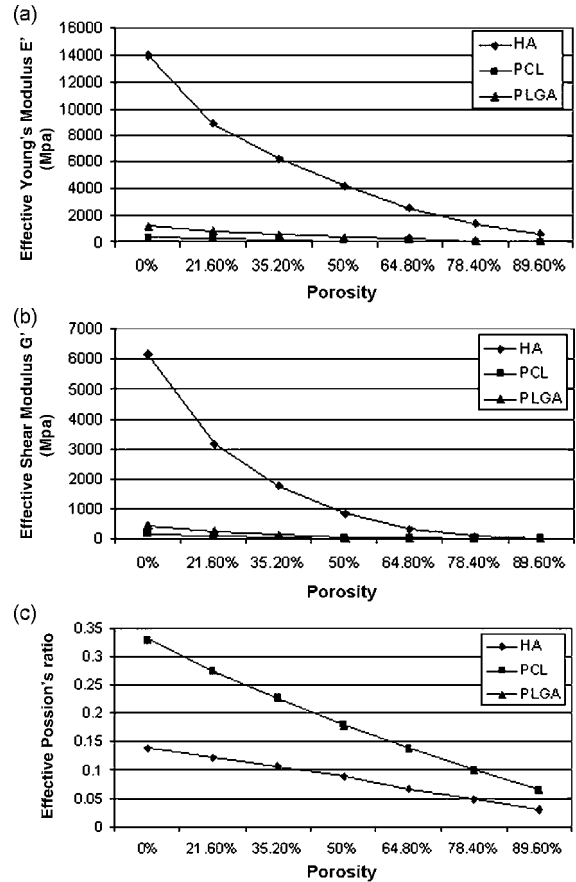 (a)
Effective Young's Modulus E'
(Mpa)
16000
14000
12000
10000
8000
6000
4000
2000
0
HA
PCL
PLGA
0% 21.60% 35.20% 50% 64.80% 78.40% 89.60%
Porosity
(b)
Effective Shear Modulus G'
(Mpa)
7000
6000
5000
4000
3000
2000
1000
0
HA
PCL
PLGA
0% 21.60% 35.20% 50% 64.80% 78.40% 89.60%
Porosity
(c)
Effective Possion's ratio
0.35
0.3
0.25
0.2
0.15
0.1
0.05
0
HA
PCL
PLGA
0% 21.60% 35.20% 50% 64.80% 78.40% 89.60%
Porosity